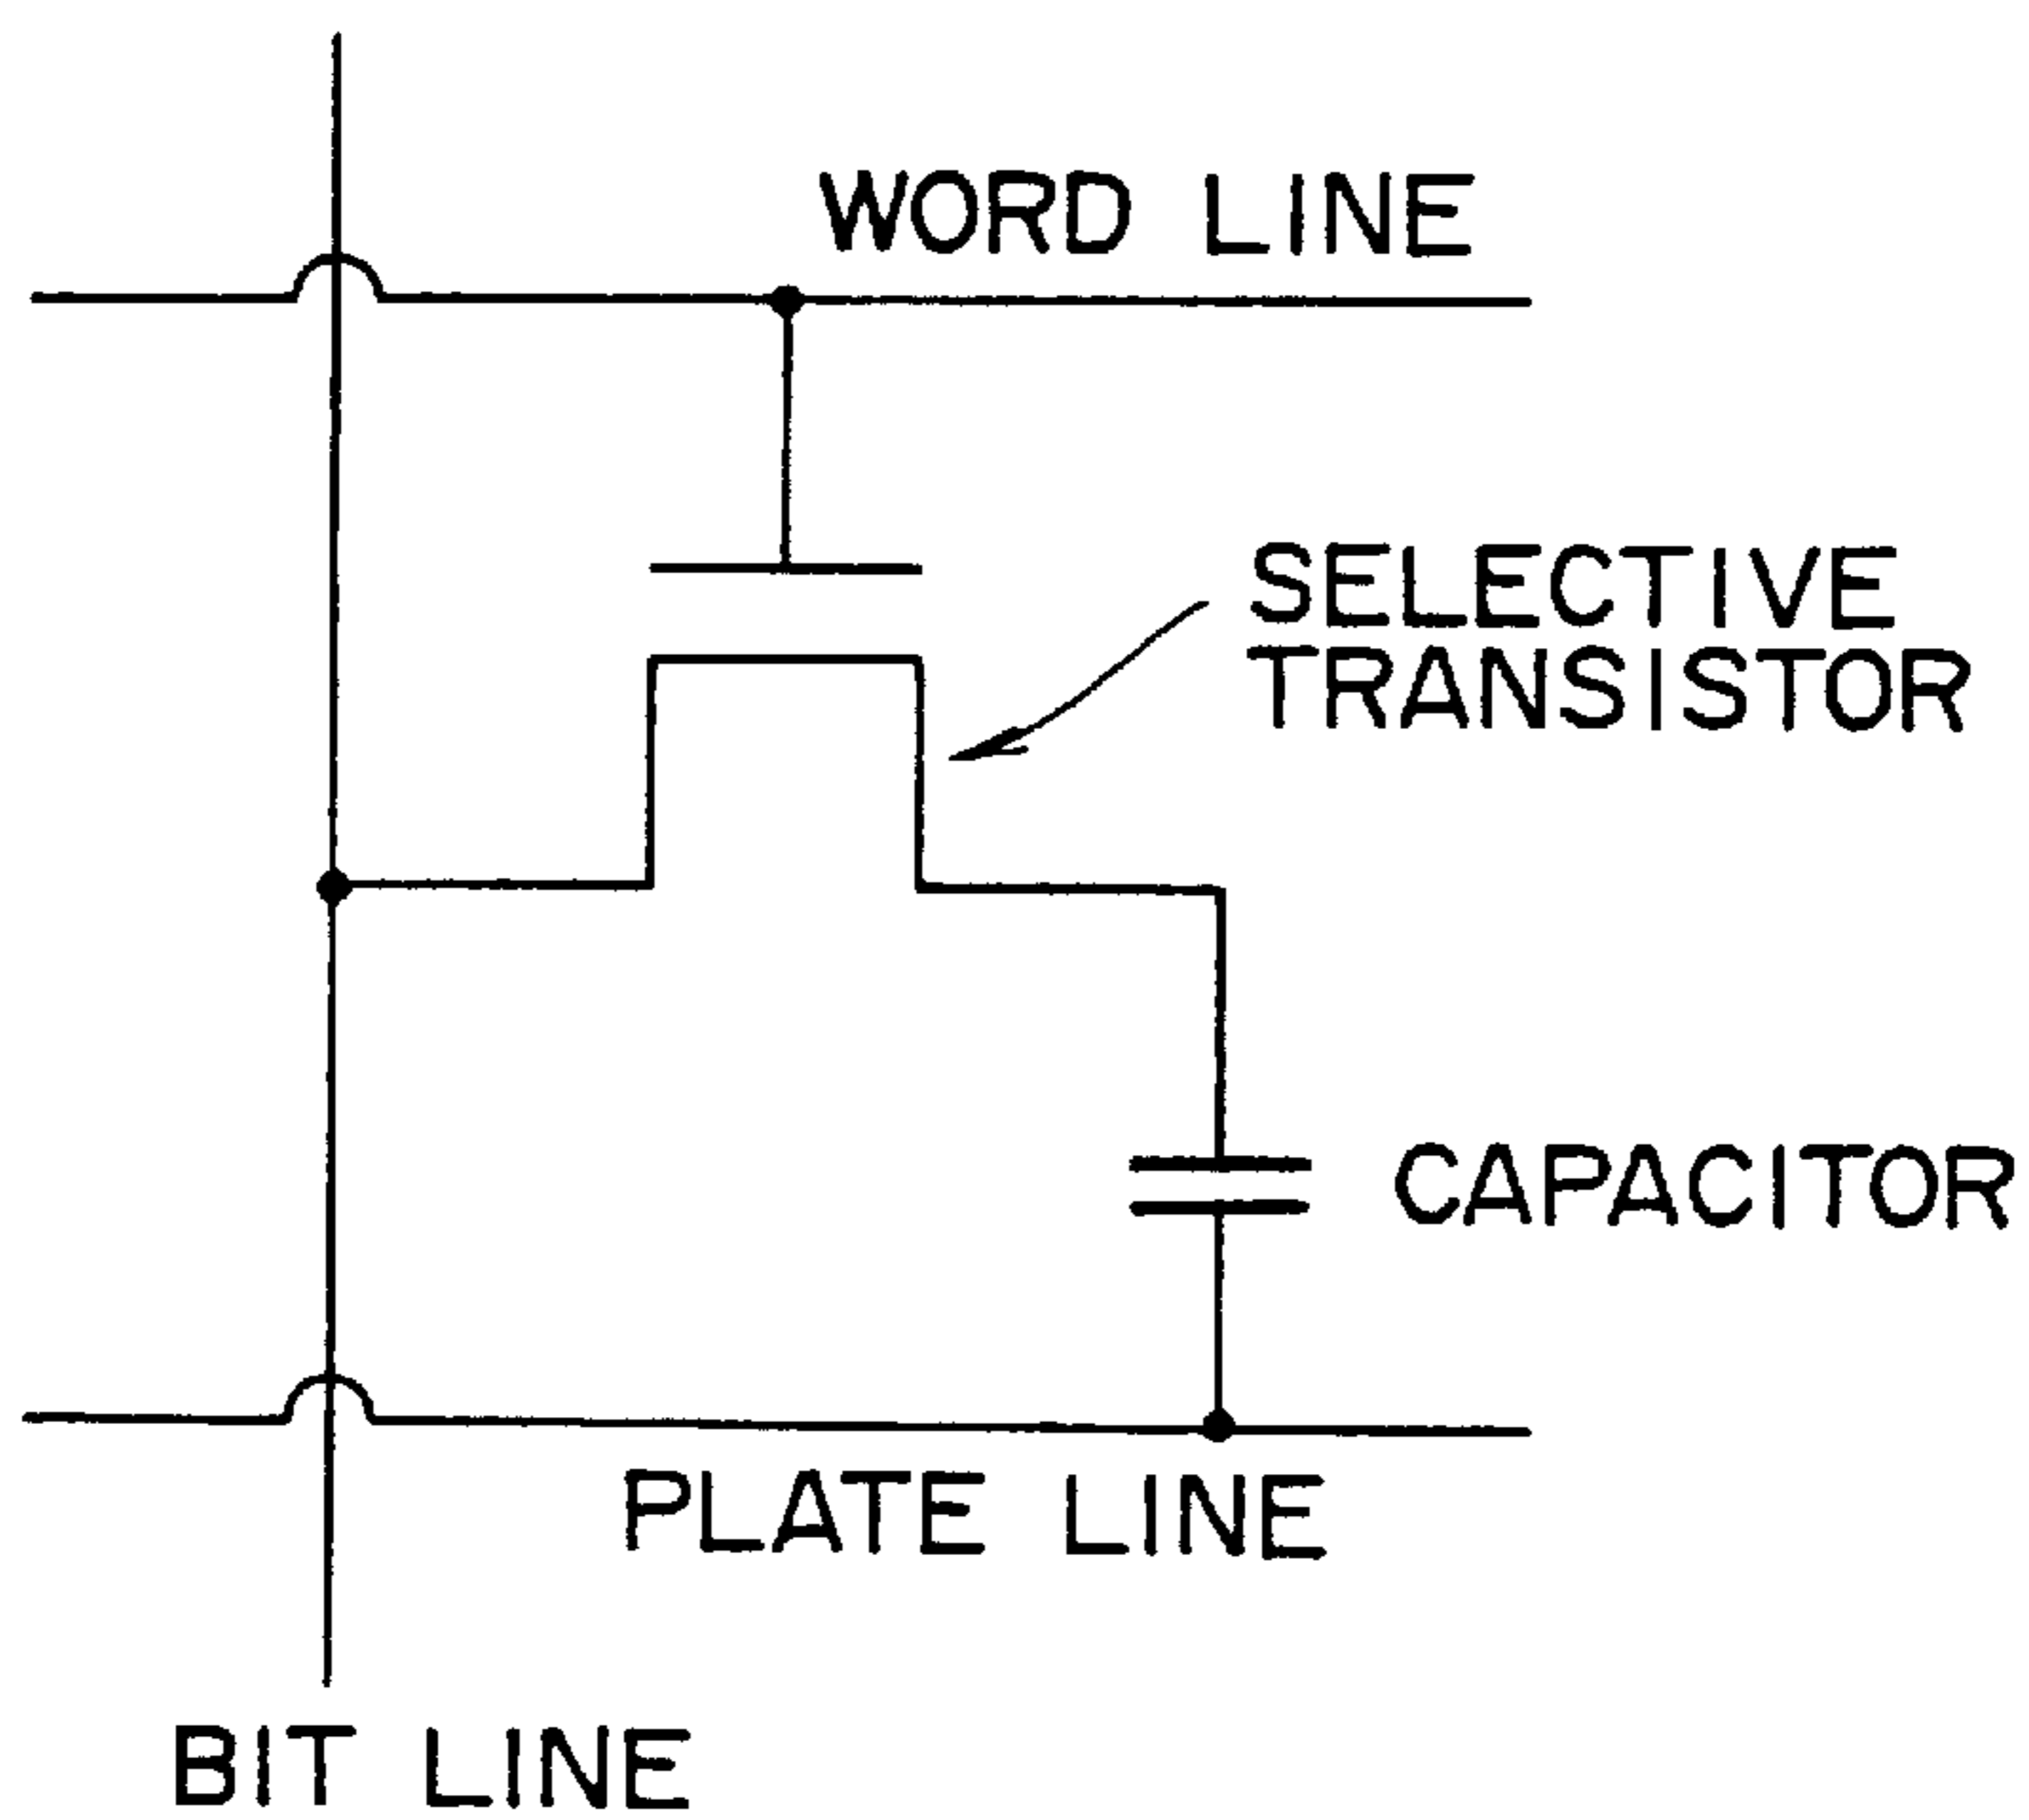 WORD LINE
SELECTIVE
TRANSISTOR
CAPACITOR
PLATE LINE
BIT LINE